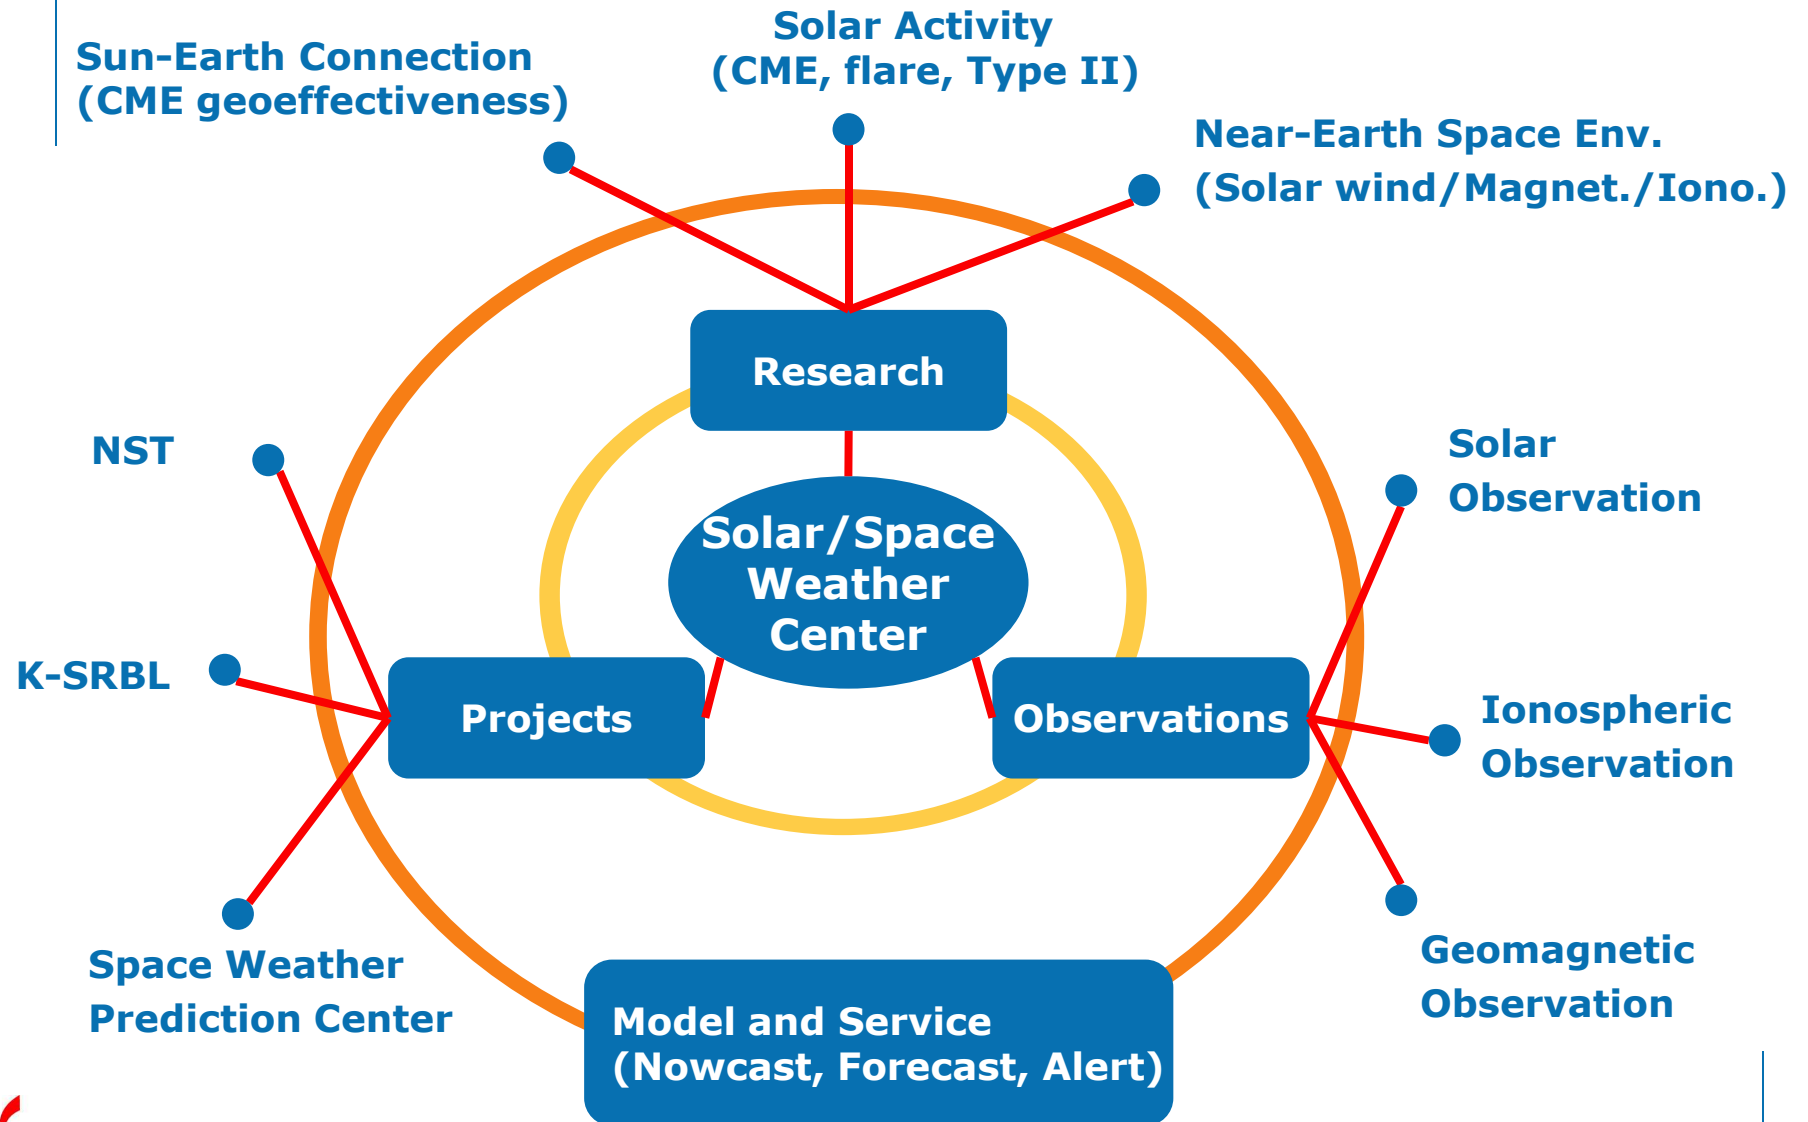 Solar Activity
(CME, flare, Type II)
Sun-Earth Connection
(CME geoeffectiveness)
Near-Earth Space Env.
(Solar wind/Magnet./Iono.)
Research
NST
Solar
Observation
Solar/Space
Weather
Center
K-SRBL
Projects
Observations
Ionospheric
Observation
Space Weather
Prediction Center
Geomagnetic
Observation
Model and Service
(Nowcast, Forecast, Alert)